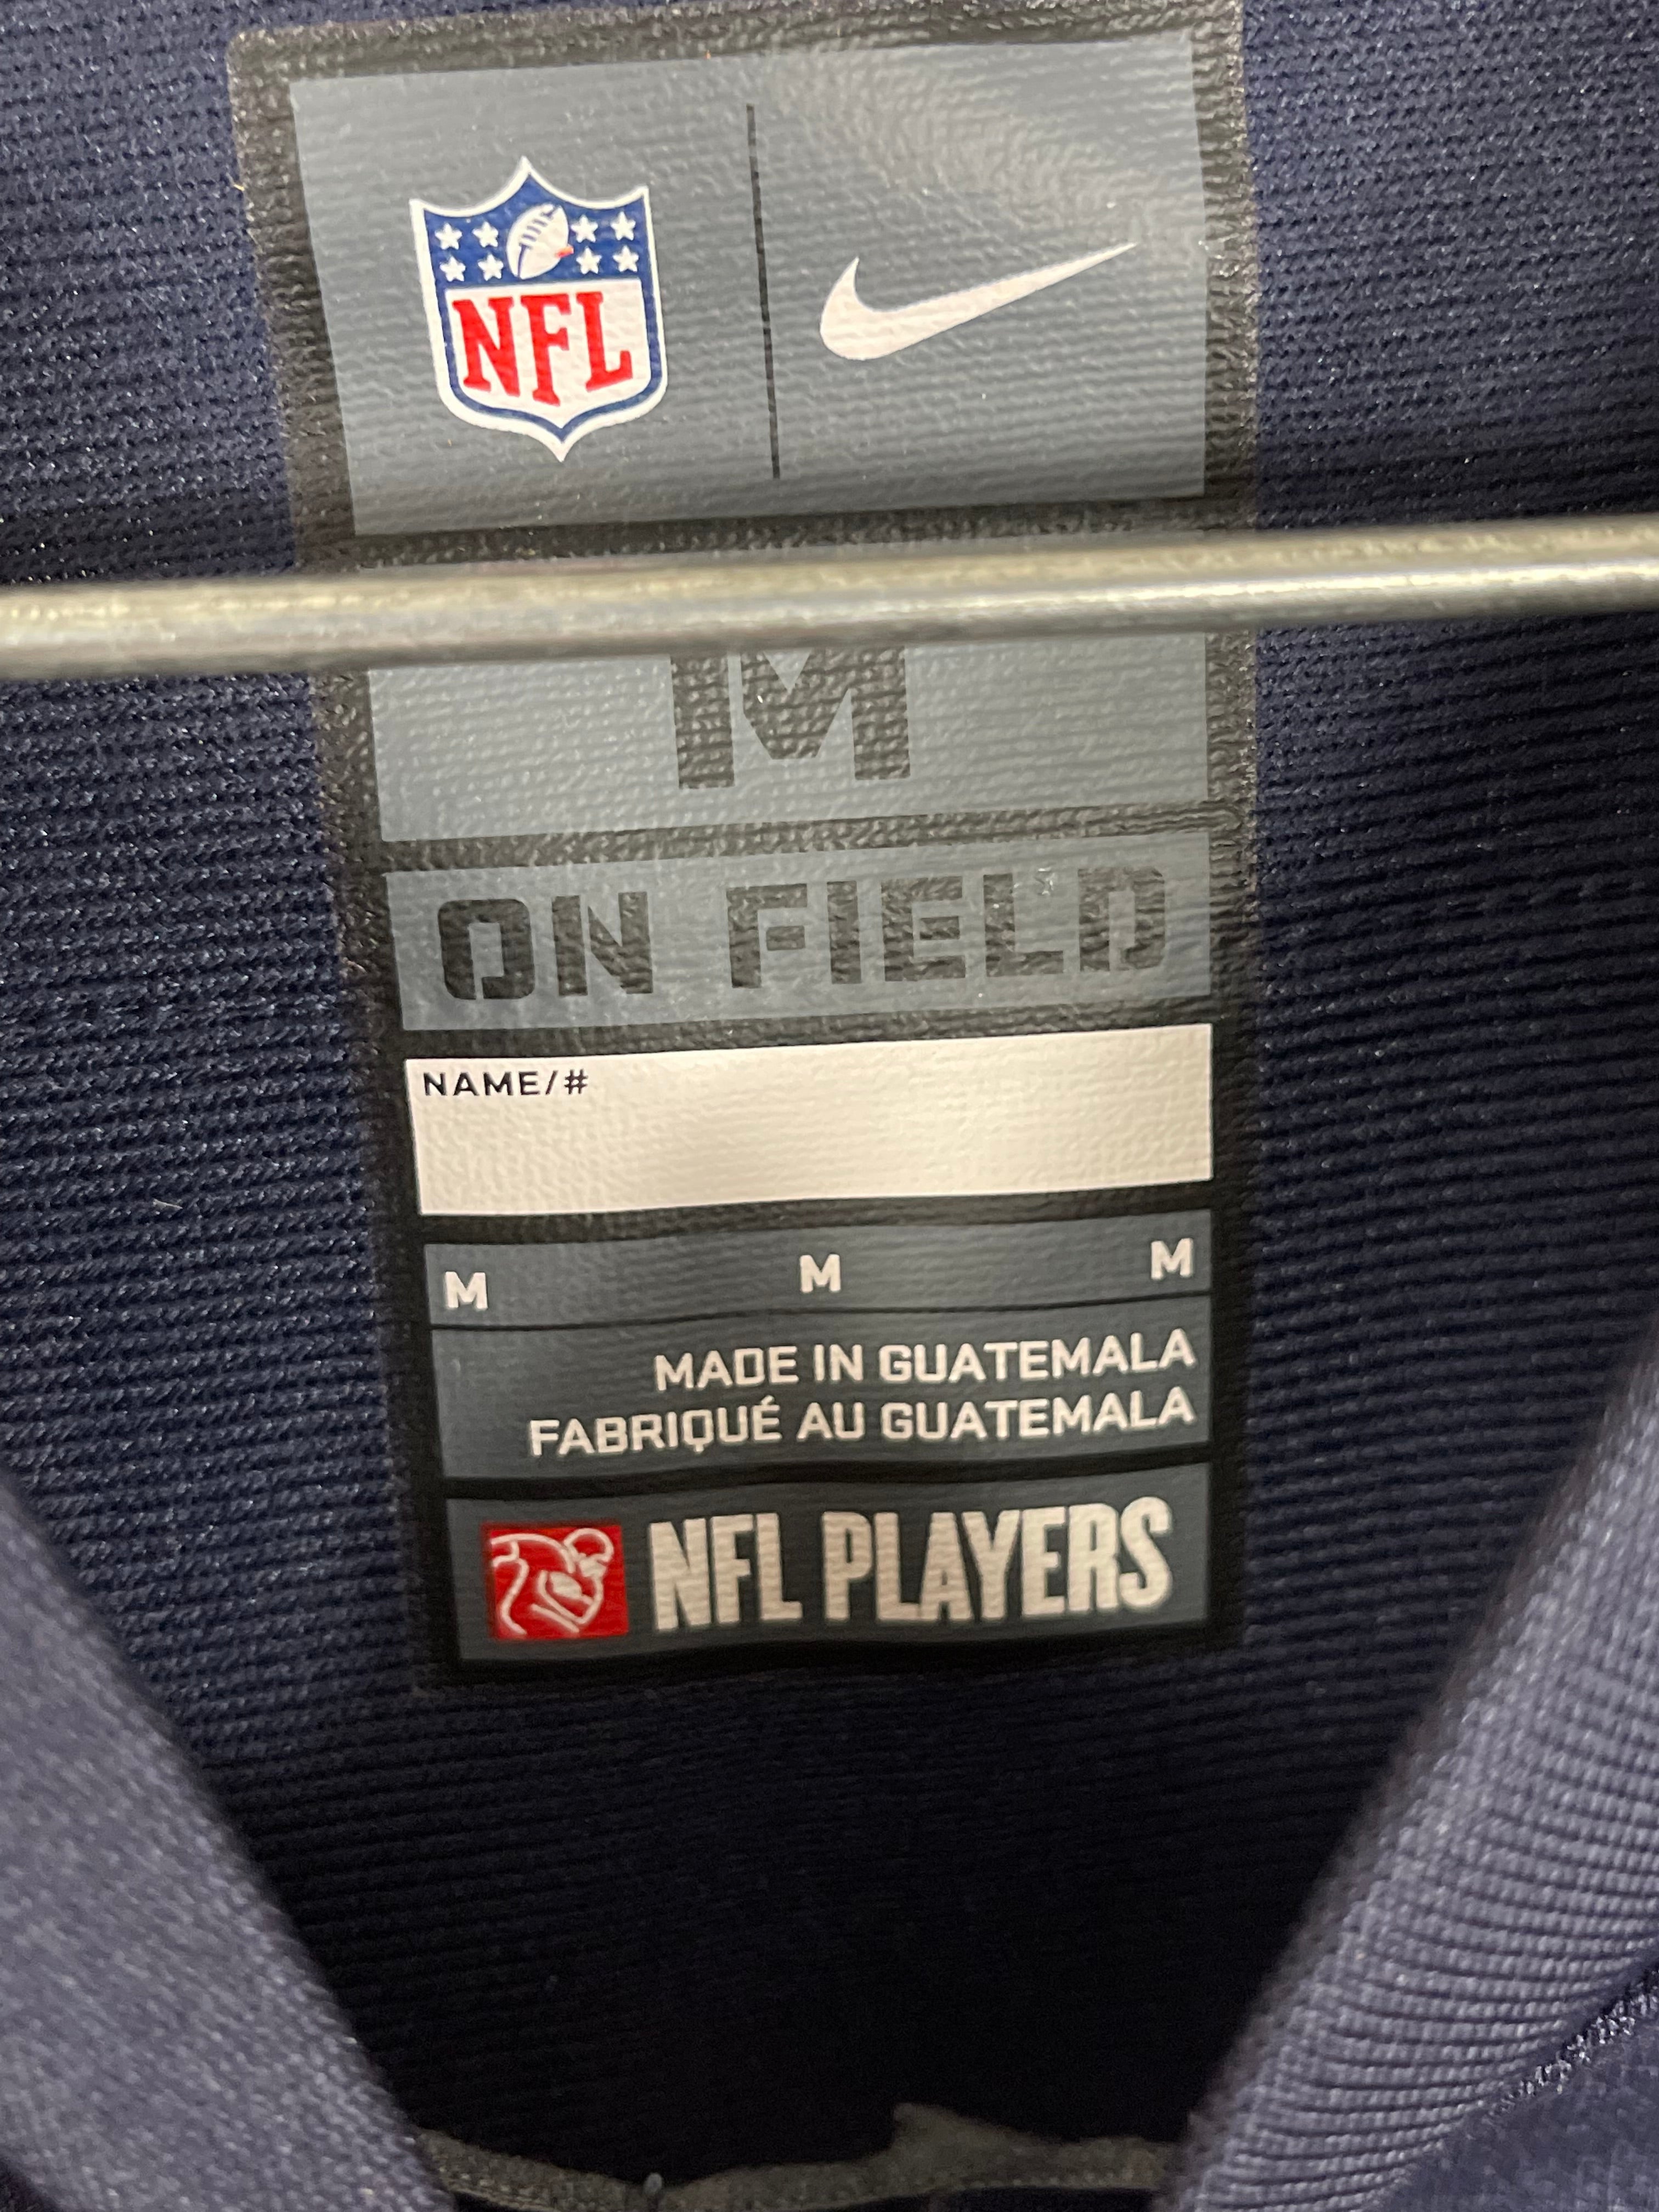 NFL
M
ON FIELD
NAME/#
M M M
MADE IN GUATEMALA
FABRIQUÉ AU GUATEMALA
NFL PLAYERS